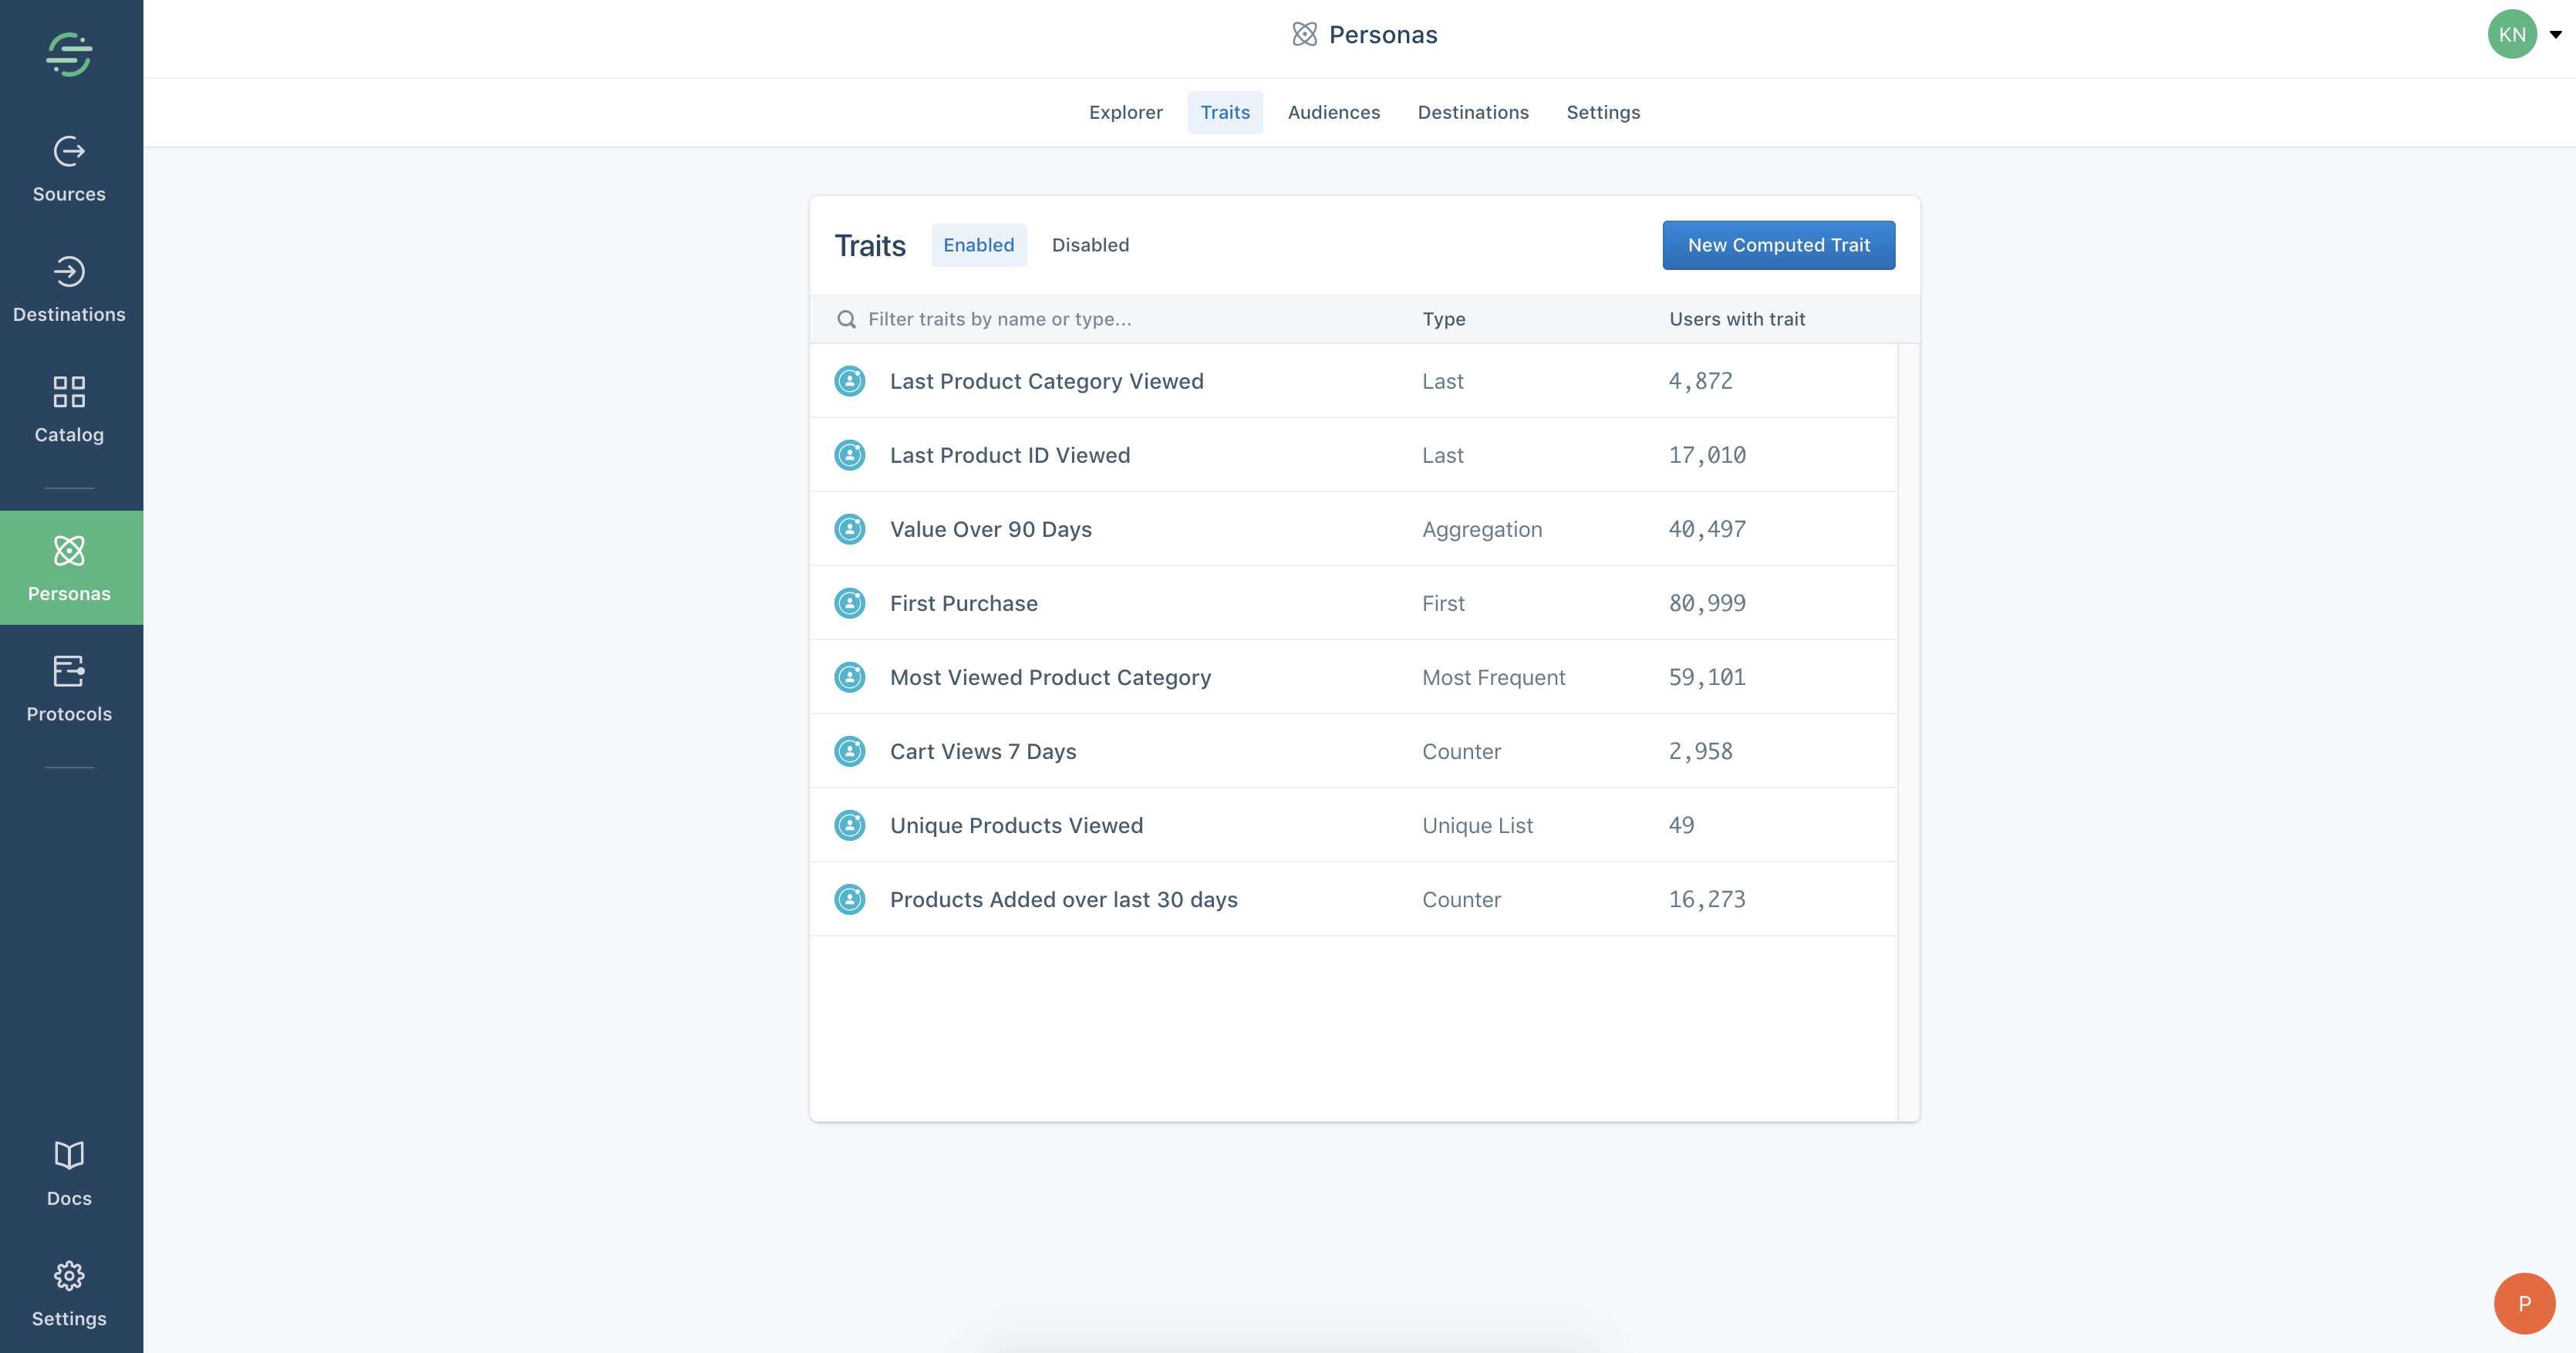 Personas
KN
Explorer Traits Audiences Destinations Settings
Sources
Destinations
Catalog
Personas
Protocols
Docs
Settings
Traits Enabled Disabled New Computed Trait
Filter traits by name or type... Type Users with trait
Last Product Category Viewed Last 4,872
Last Product ID Viewed Last 17,010
Value Over 90 Days Aggregation 40,497
First Purchase First 80,999
Most Viewed Product Category Most Frequent 59,101
Cart Views 7 Days Counter 2,958
Unique Products Viewed Unique List 49
Products Added over last 30 days Counter 16,273
P